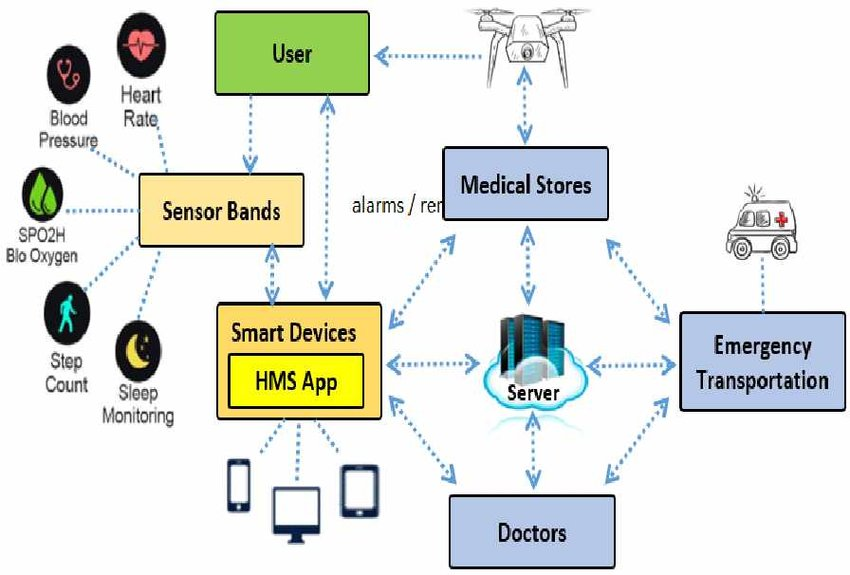 User
Heart
Rate
Blood
Pressure
Medical Stores
Sensor Bands
alarms / rer
SPO2H
Blo Oxygen
Smart Devices
HMS App
Step
Count
Sleep
Monitoring
Server
Emergency
Transportation
Doctors